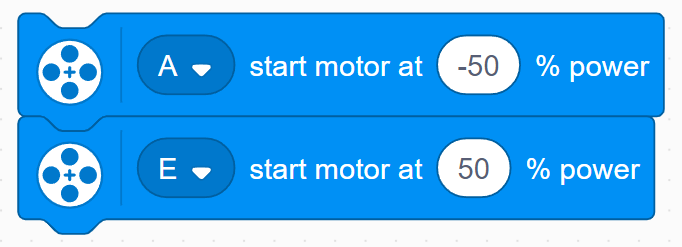 A start motor at -50 % power
E start motor at 50 % power